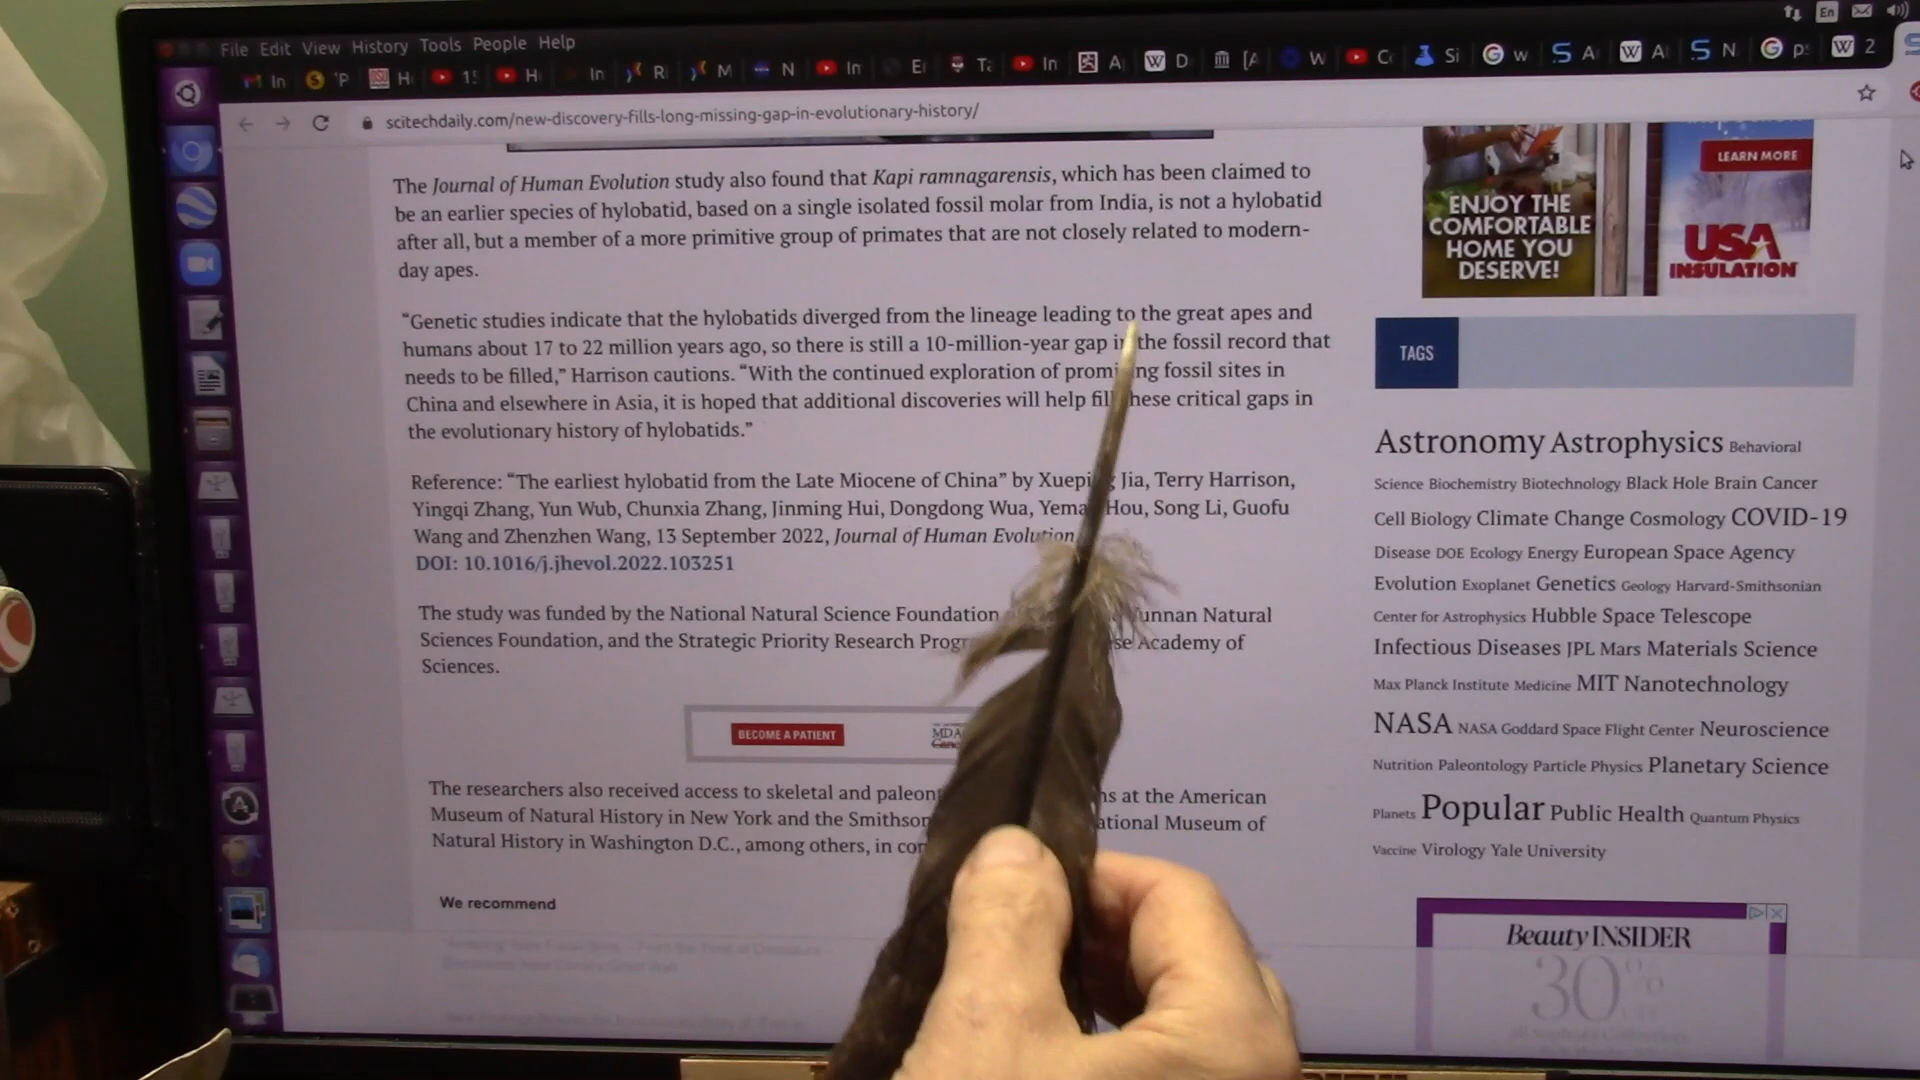 File Edit View History Tools People Help
En
In 'P H 1 H In R M N In E T In A W D [A W C Si G w A W A N G p W 2
scitechdaily.com/new-discovery-fills-long-missing-gap-in-evolutionary-history/
The Journal of Human Evolution study also found that Kapi ramnagarensis, which has been claimed to
be an earlier species of hylobatid, based on a single isolated fossil molar from India, is not a hylobatid
after all, but a member of a more primitive group of primates that are not closely related to modern-
day apes.
“Genetic studies indicate that the hylobatids diverged from the lineage leading to the great apes and
humans about 17 to 22 million years ago, so there is still a 10-million-year gap in the fossil record that
needs to be filled,” Harrison cautions. “With the continued exploration of promising fossil sites in
China and elsewhere in Asia, it is hoped that additional discoveries will help fill these critical gaps in
the evolutionary history of hylobatids.”
Reference: “The earliest hylobatid from the Late Miocene of China” by Xueping Jia, Terry Harrison,
Yingqi Zhang, Yun Wub, Chunxia Zhang, Jinming Hui, Dongdong Wua, Yemao Hou, Song Li, Guofu
Wang and Zhenzhen Wang, 13 September 2022, Journal of Human Evolution
DOI: 10.1016/j.jhevol.2022.103251
The study was funded by the National Natural Science Foundation Yunnan Natural
Sciences Foundation, and the Strategic Priority Research Academy of
Sciences.
BECOME A PATIENT
The researchers also received access to skeletal and at the American
Museum of Natural History in New York and the Museum of
Natural History in Washington D.C., among others, in
We recommend
LEARN MORE
ENJOY THE
COMFORTABLE
HOME YOU
DESERVE!
USA
INSULATION
TAGS
Astronomy Astrophysics Behavioral
Science Biochemistry Biotechnology Black Hole Brain Cancer
Cell Biology Climate Change Cosmology COVID-19
Disease DOE Ecology Energy European Space Agency
Evolution Exoplanet Genetics Geology Harvard-Smithsonian
Center for Astrophysics Hubble Space Telescope
Infectious Diseases JPL Mars Materials Science
Max Planck Institute Medicine MIT Nanotechnology
NASA NASA Goddard Space Flight Center Neuroscience
Nutrition Paleontology Particle Physics Planetary Science
Planets Popular Public Health Quantum Physics
Vaccine Virology Yale University
Beauty INSIDER
30%